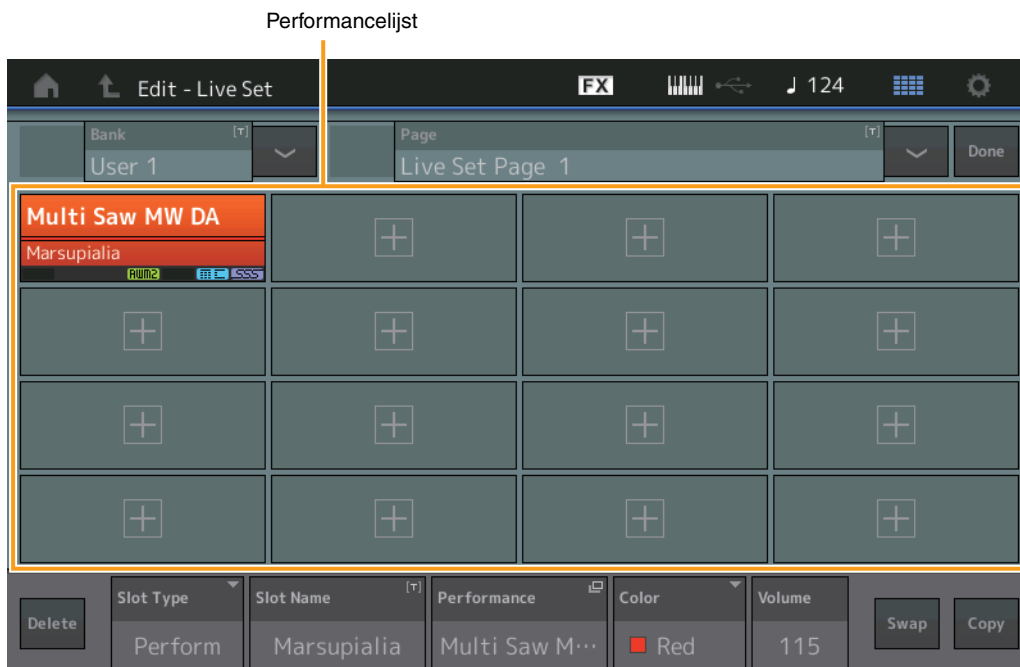 Performancelijst
Edit - Live Set FX 124
Bank [T] Page [T]
User 1 Live Set Page 1 Done
Multi Saw MW DA
Marsupialia
AWM2 SSS
Slot Type Slot Name [T] Performance Color Volume
Delete Swap Copy
Perform Marsupialia Multi Saw M··· Red 115